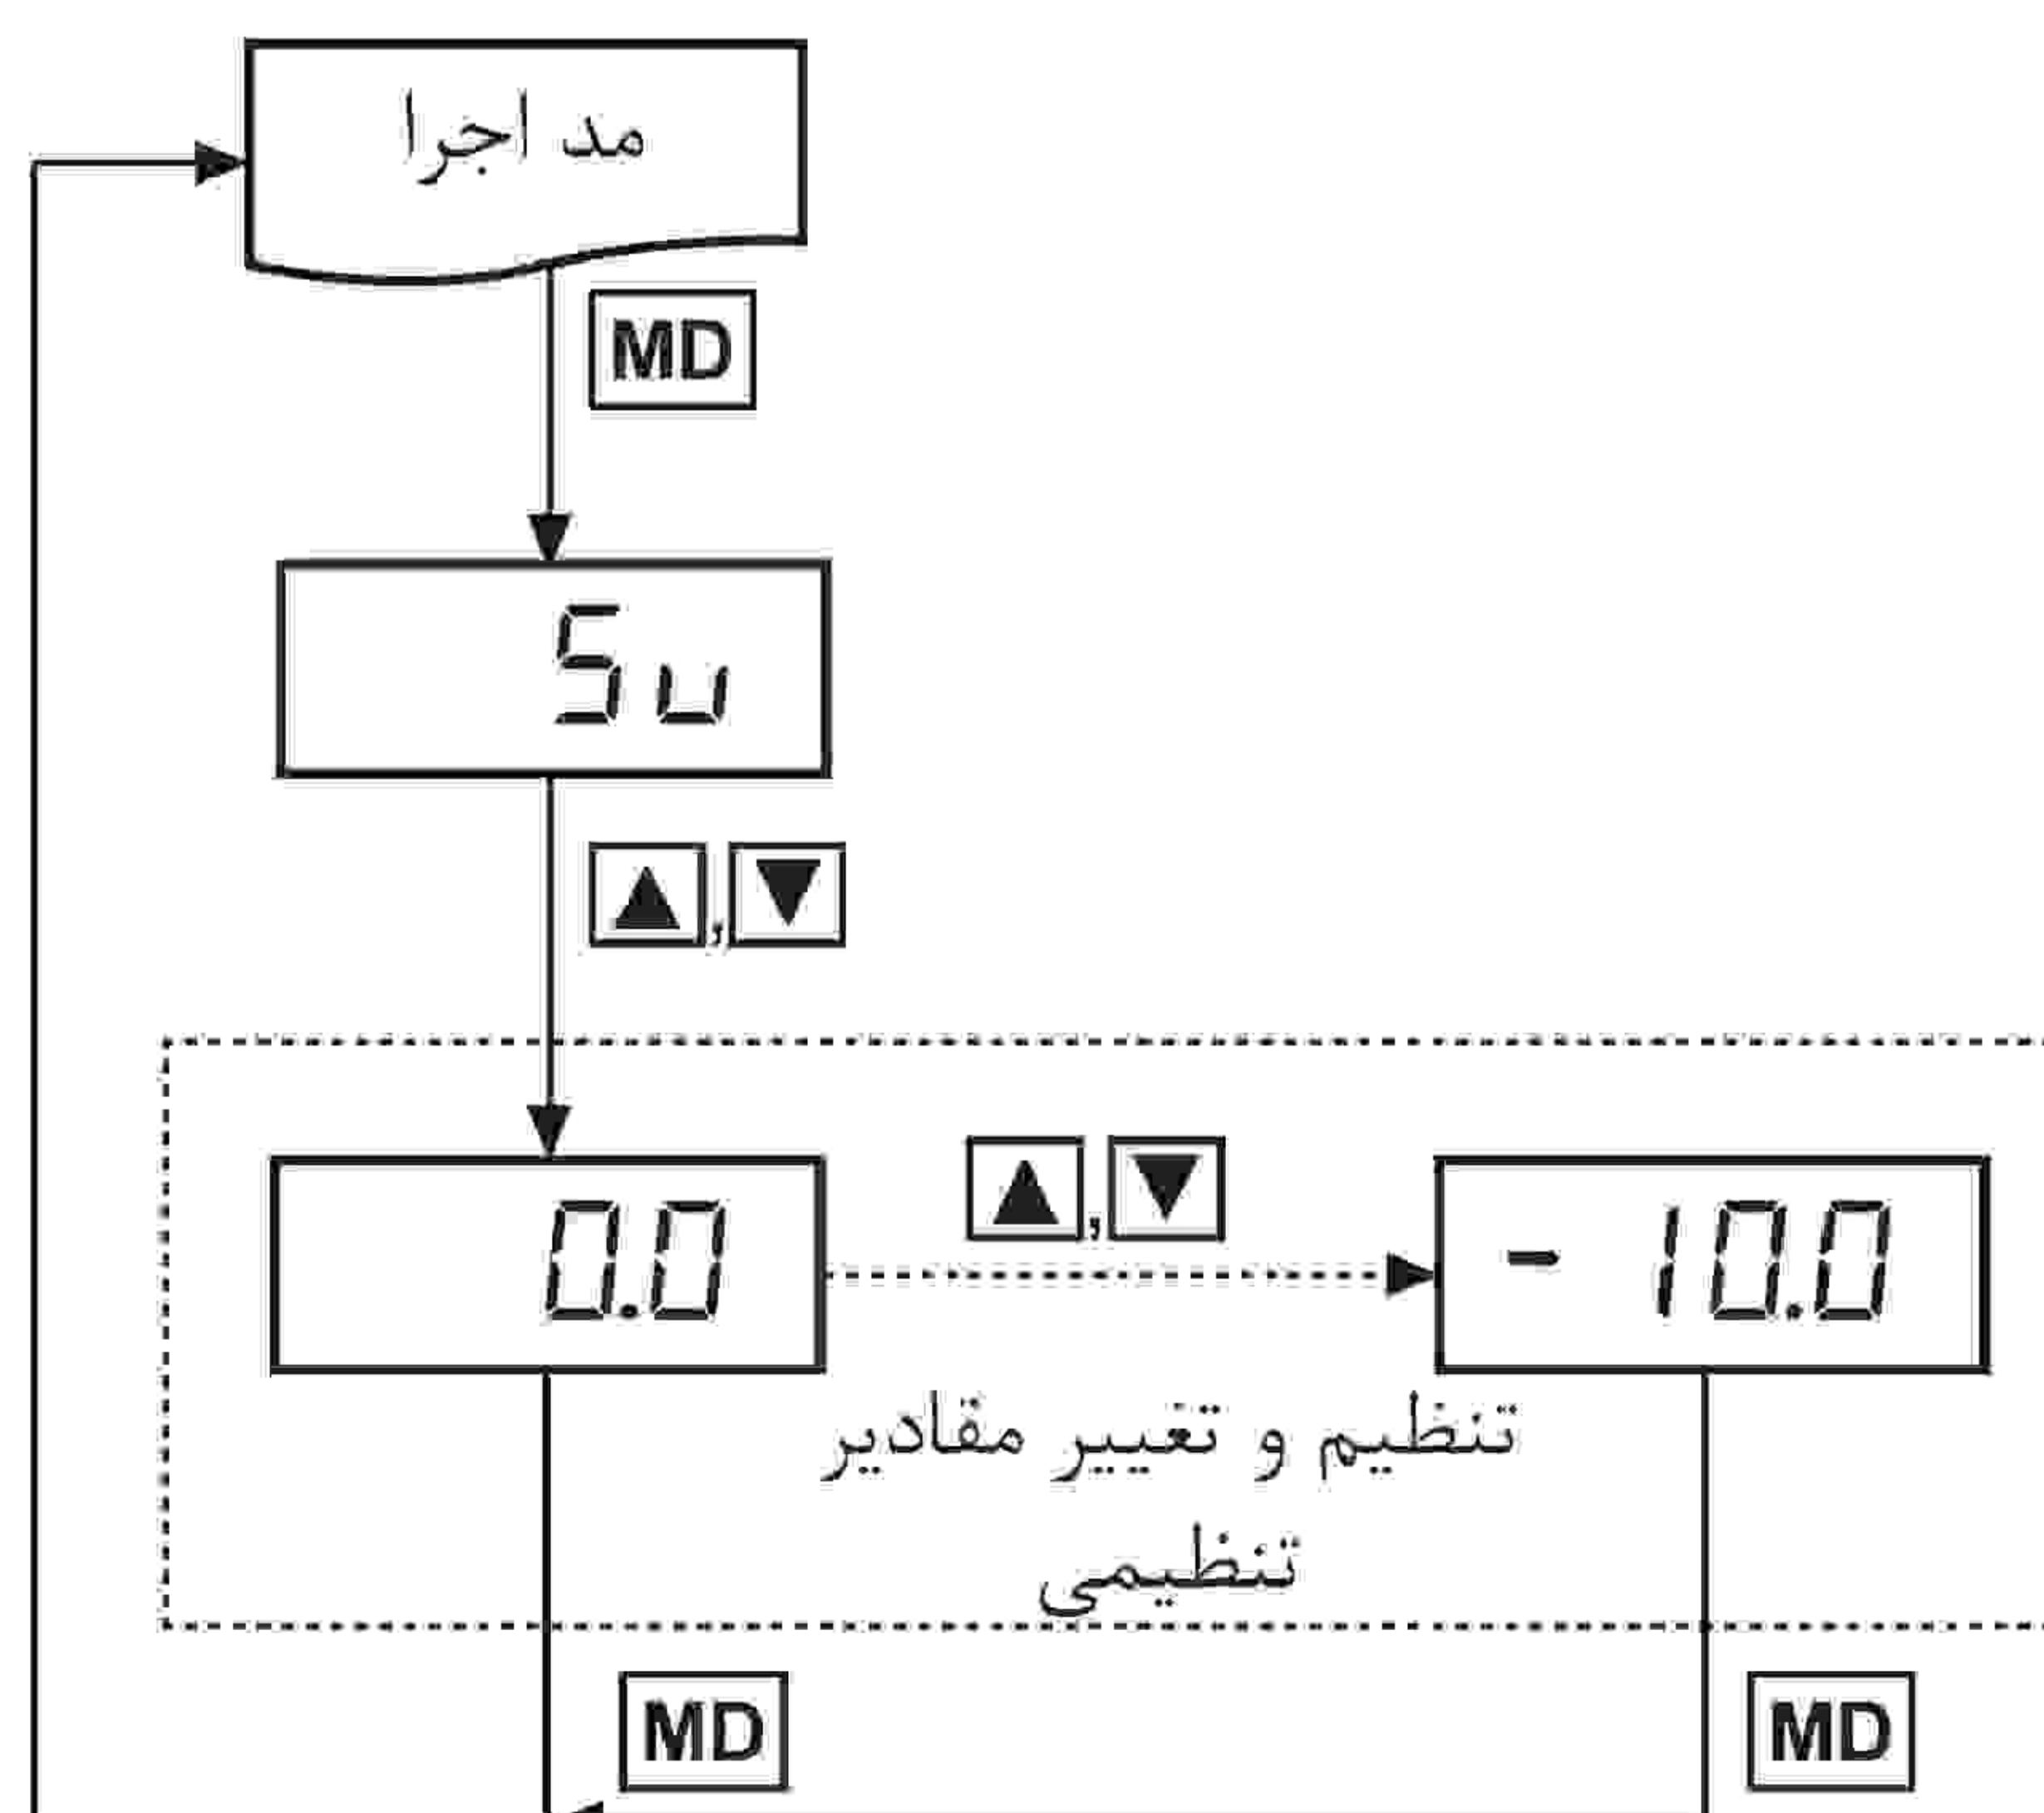 مد اجرا
MD
Su
▲,▼
▲,▼
0.0
-10.0
تنظیم و تغییر مقادیر
تنظیمی
MD
MD